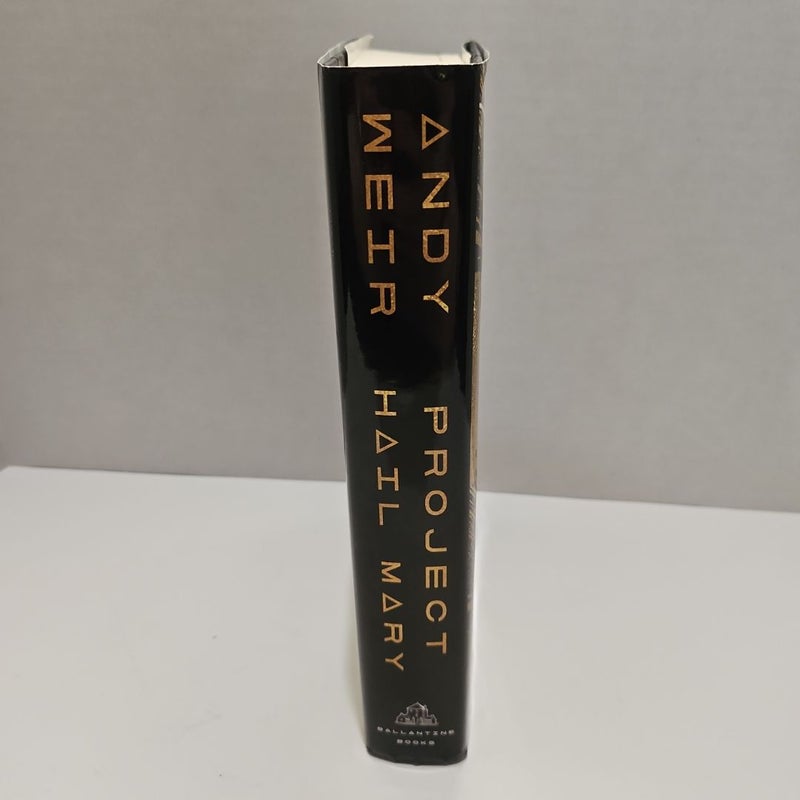 ANDY
WEIR
PROJECT
HAIL MARY
BALLANTINE
BOOKS